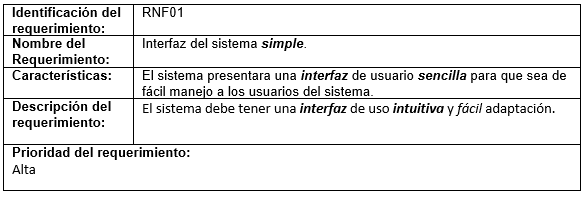 Identificación del requerimiento: RNF01
Nombre del Requerimiento: Interfaz del sistema simple.
Características: El sistema presentara una interfaz de usuario sencilla para que sea de fácil manejo a los usuarios del sistema.
Descripción del requerimiento: El sistema debe tener una interfaz de uso intuitiva y fácil adaptación.
Prioridad del requerimiento:
Alta